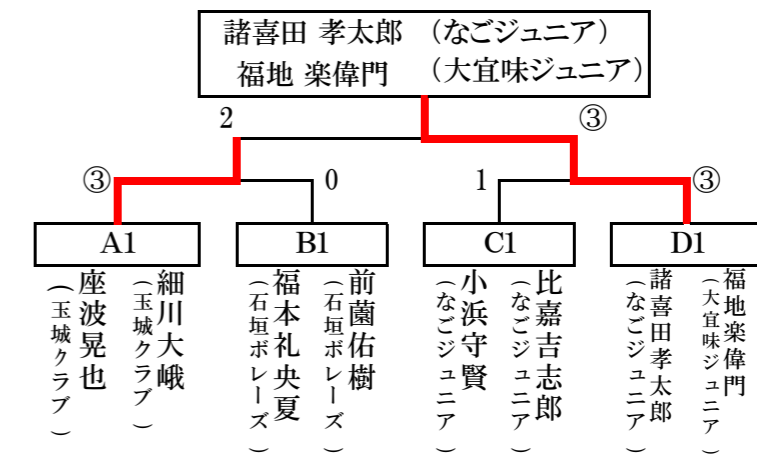 諸喜田 孝太郎 (なごジュニア)
福地 楽偉門 (大宜味ジュニア)
2
③
③
0
1
③
A1
B1
C1
D1
座波晃也
(玉城クラブ)
細川大峨
(玉城クラブ)
福本礼央夏
(石垣ボレーズ)
前薗佑樹
(石垣ボレーズ)
小浜守賢
(なごジュニア)
比嘉吉志郎
(なごジュニア)
諸喜田孝太郎
(なごジュニア)
福地楽偉門
(大宜味ジュニア)